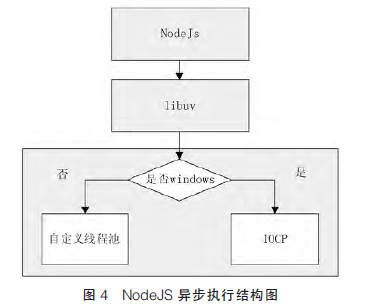 NodeJs
libuv
否
是
是否windows
自定义线程池
IOCP
图 4 NodeJS 异步执行结构图